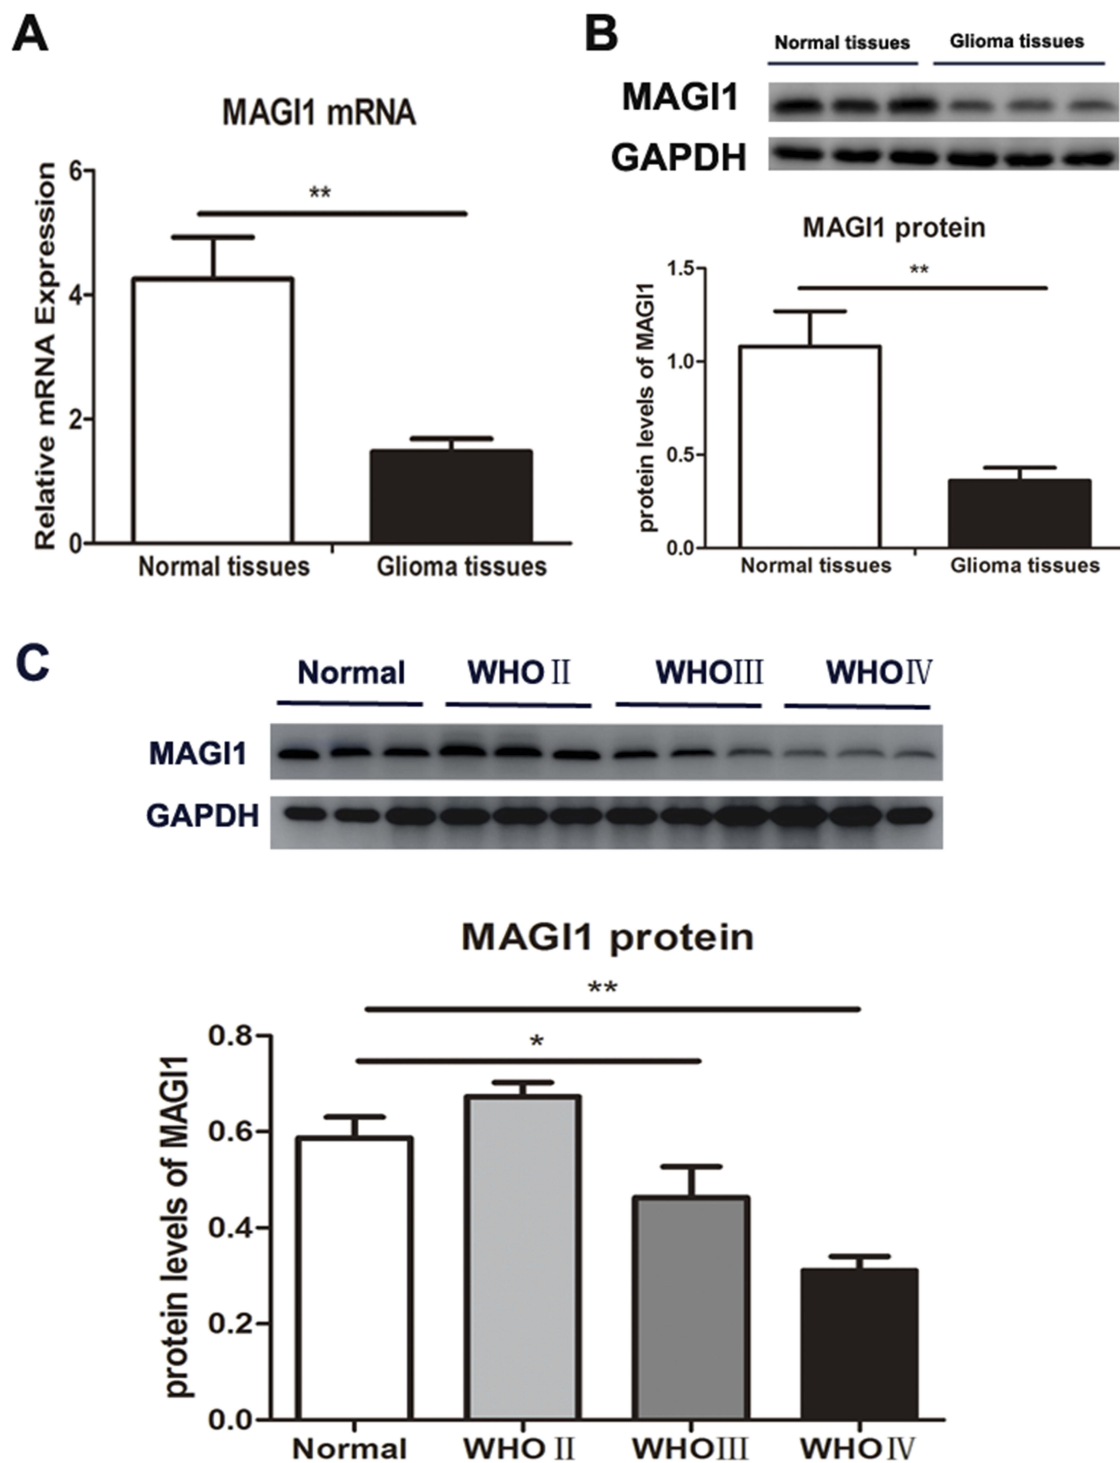 A
MAGI1 mRNA
Relative mRNA Expression
6
4
2
0
**
Normal tissues Glioma tissues
B
Normal tissues Glioma tissues
MAGI1
GAPDH
MAGI1 protein
protein levels of MAGI1
1.5
1.0
0.5
0.0
**
Normal tissues Glioma tissues
C
Normal WHO Ⅱ WHOⅢ WHOⅣ
MAGI1
GAPDH
MAGI1 protein
**
*
protein levels of MAGI1
0.8
0.6
0.4
0.2
0.0
Normal WHO Ⅱ WHOⅢ WHOⅣ